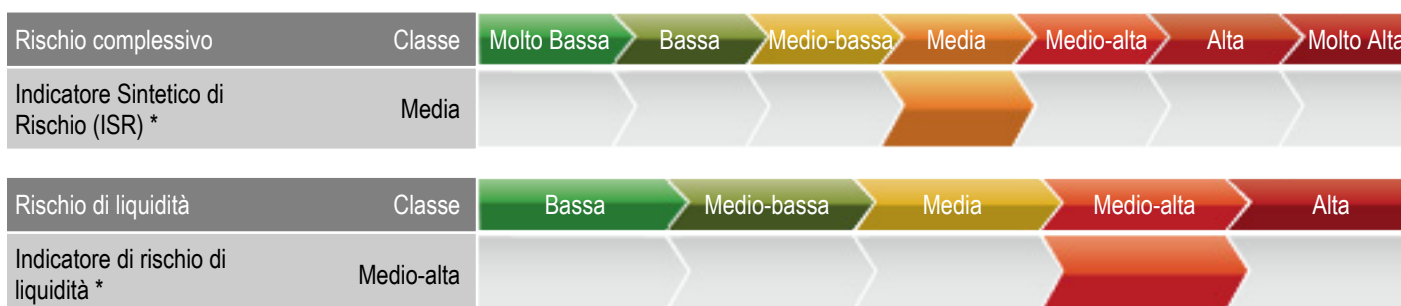 Rischio complessivo Classe Molto Bassa Bassa Medio-bassa Media Medio-alta Alta Molto Alta
Indicatore Sintetico di
Rischio (ISR) * Media
Rischio di liquidità Classe Bassa Medio-bassa Media Medio-alta Alta
Indicatore di rischio di
liquidità * Medio-alta